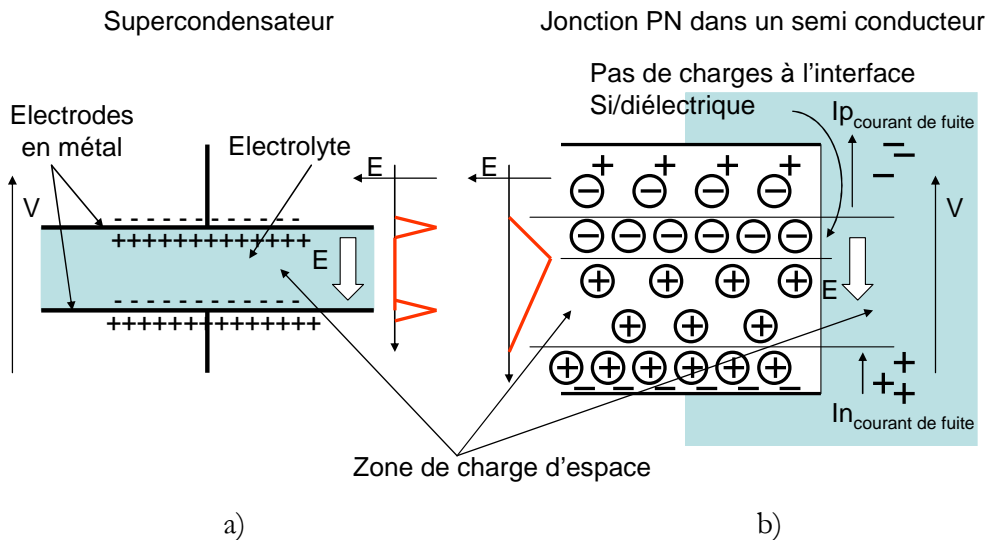 Supercondensateur
Jonction PN dans un semi conducteur
Pas de charges à l'interface
Si/diélectrique
Electrodes
en métal
Electrolyte
E
E
Ip courant de fuite
V
- - - - - - - - - - - -
+++++++++++++
E
- - - - - - - - - - - -
++++++++++++++
+ + + +
− − − −
− − − − − −
+ + + +
+ + +
+ + + + + +
− − − − − −
− − −
V
E
+ + +
In courant de fuite
Zone de charge d'espace
a)
b)